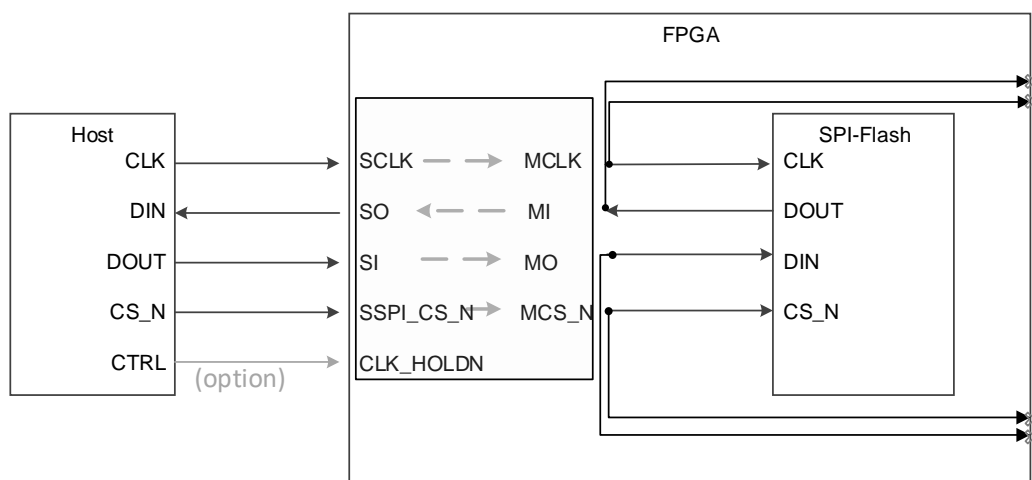 FPGA
Host
SPI-Flash
CLK
SCLK
MCLK
CLK
DIN
SO
MI
DOUT
DOUT
SI
MO
DIN
CS_N
SSPI_CS_N
MCS_N
CS_N
CTRL
(option)
CLK_HOLDN